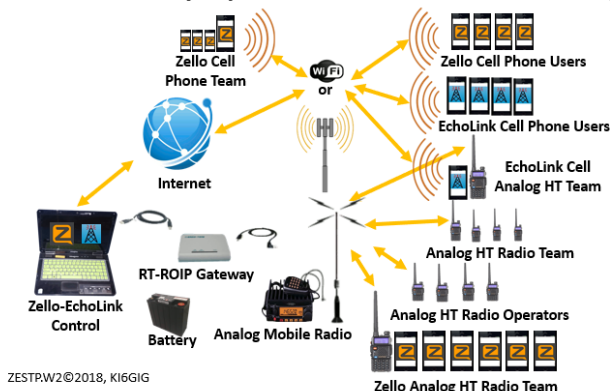 Zello Cell
Phone Team
WiFi
or
Zello Cell Phone Users
EchoLink Cell Phone Users
Internet
EchoLink Cell
Analog HT Team
RT-ROIP Gateway
Analog HT Radio Team
Zello-EchoLink
Control
Battery
Analog Mobile Radio
Analog HT Radio Operators
ZESTP.W2©2018, KI6GIG
Zello Analog HT Radio Team